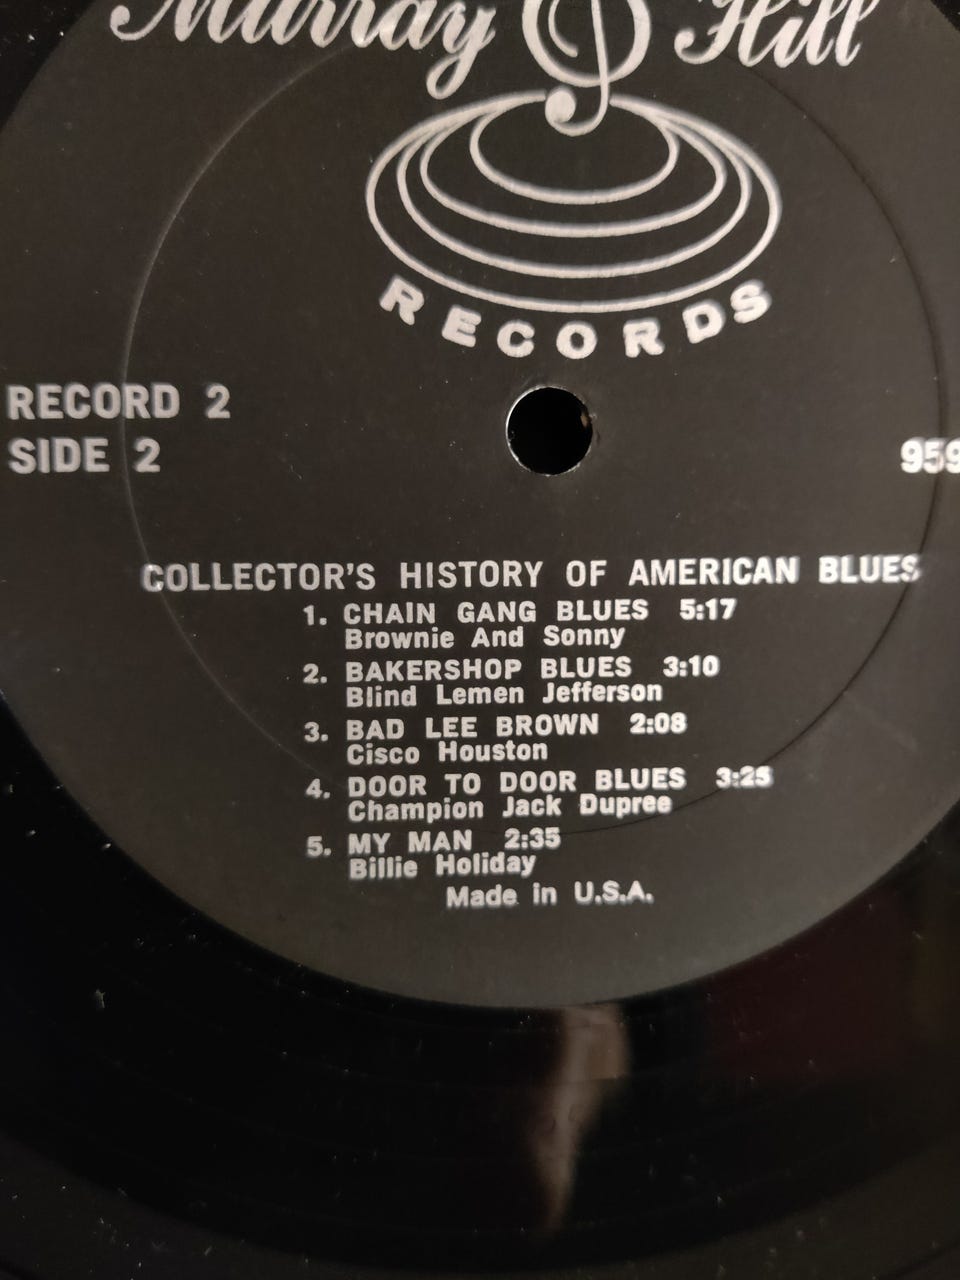 Murray Hill
RECORDS
RECORD 2
SIDE 2
959
COLLECTOR'S HISTORY OF AMERICAN BLUES
1. CHAIN GANG BLUES 5:17
Brownie And Sonny
2. BAKERSHOP BLUES 3:10
Blind Lemen Jefferson
3. BAD LEE BROWN 2:08
Cisco Houston
4. DOOR TO DOOR BLUES 3:25
Champion Jack Dupree
5. MY MAN 2:35
Billie Holiday
Made in U.S.A.